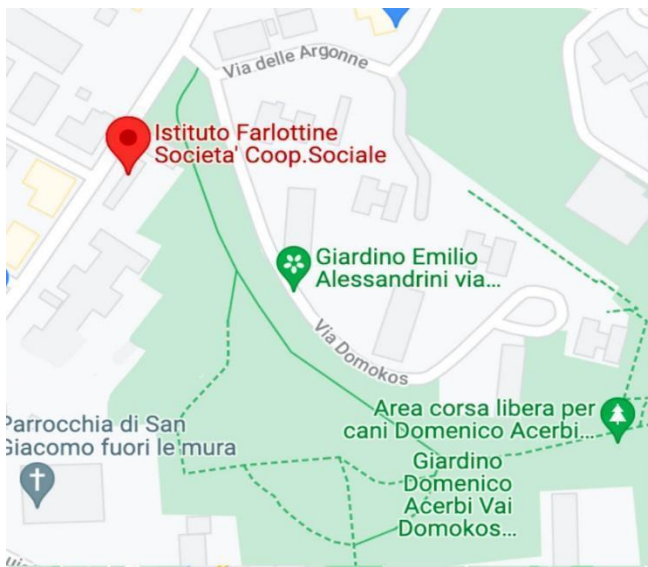 Via delle Argonne
Istituto Farlottine
Societa' Coop.Sociale
Giardino Emilio
Alessandrini via...
Via Domokos
Area corsa libera per
cani Domenico Acerbi...
Parrocchia di San
Giacomo fuori le mura
Giardino
Domenico
Acerbi Vai
Domokos...